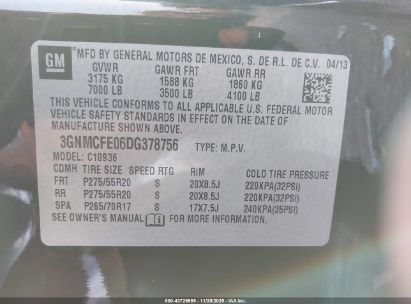 GM
MFD BY GENERAL MOTORS DE MEXICO, S. DE R.L. DE C.V. 04/13
GVWR GAWR FRT GAWR RR
3175 KG 1588 KG 1860 KG
7000 LB 3500 LB 4100 LB
THIS VEHICLE CONFORMS TO ALL APPLICABLE U.S. FEDERAL MOTOR
VEHICLE SAFETY STANDARDS IN EFFECT ON THE DATE OF
MANUFACTURE SHOWN ABOVE.
3GNMCFE06DG378756 TYPE: M.P.V.
MODEL: C10936
CDMH TIRE SIZE SPEED RTG RIM COLD TIRE PRESSURE
FRT P275/55R20 S 20X8.5J 220KPA(32PSI)
RR P275/55R20 S 20X8.5J 220KPA(32PSI)
SPA P265/70R17 S 17X7.5J 240KPA(35PSI)
SEE OWNER'S MANUAL FOR MORE INFORMATION.